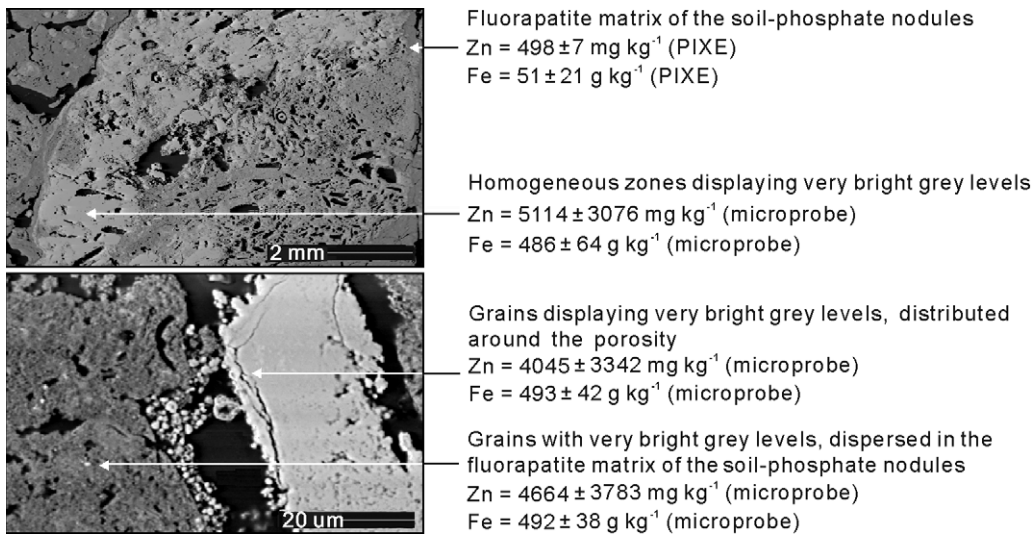 Fluorapatite matrix of the soil-phosphate nodules
Zn = 498±7 mg kg⁻¹ (PIXE)
Fe = 51±21 g kg⁻¹ (PIXE)
Homogeneous zones displaying very bright grey levels
Zn = 5114±3076 mg kg⁻¹ (microprobe)
Fe = 486±64 g kg⁻¹ (microprobe)
2 mm
Grains displaying very bright grey levels, distributed
around the porosity
Zn = 4045±3342 mg kg⁻¹ (microprobe)
Fe = 493±42 g kg⁻¹ (microprobe)
Grains with very bright grey levels, dispersed in the
fluorapatite matrix of the soil-phosphate nodules
Zn = 4664±3783 mg kg⁻¹ (microprobe)
Fe = 492±38 g kg⁻¹ (microprobe)
20 um